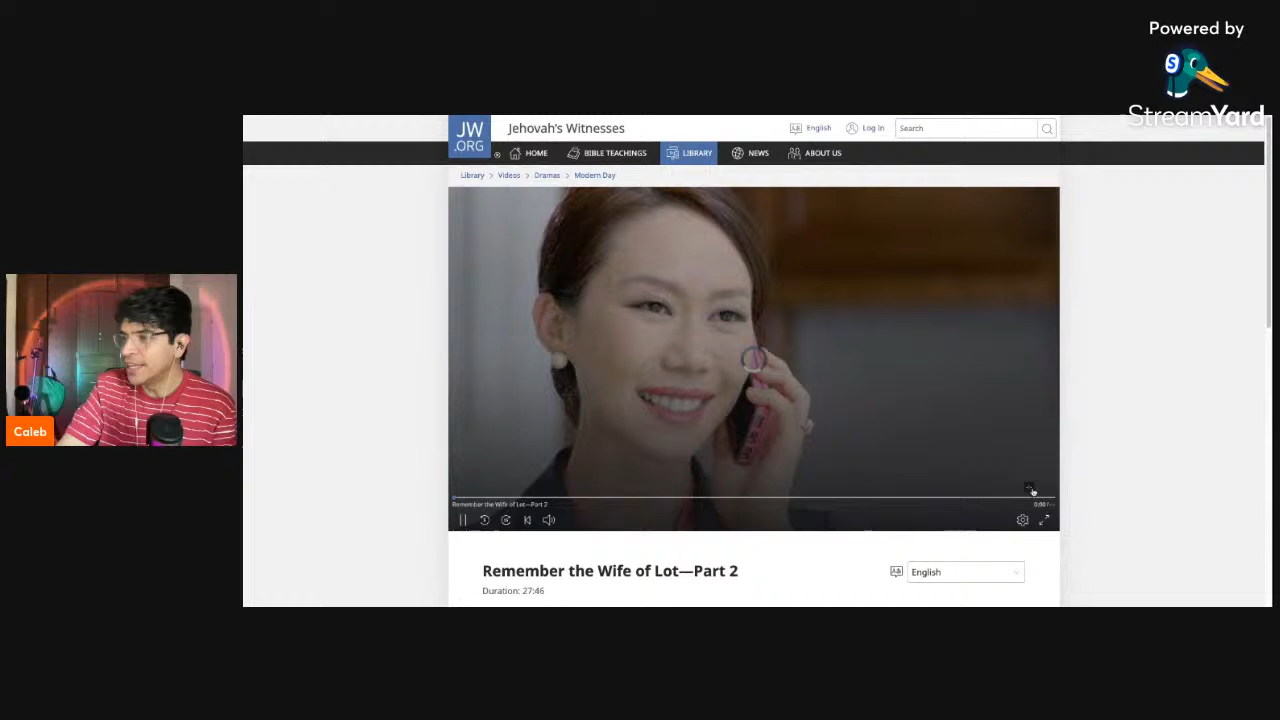 Powered by
StreamYard
S
JW
.ORG
Jehovah's Witnesses
English
Log In
Search
HOME
BIBLE TEACHINGS
LIBRARY
NEWS
ABOUT US
Library > Videos > Dramas > Modern Day
Caleb
Remember the Wife of Lot—Part 2
0:00
Remember the Wife of Lot—Part 2
English
Duration: 27:46